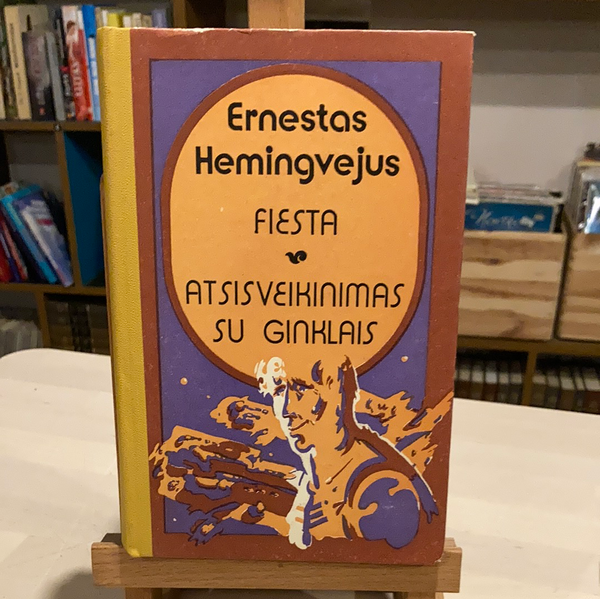 Ernestas
Hemingvejus
FIESTA
ATSISVEIKINIMAS
SU GINKLAIS